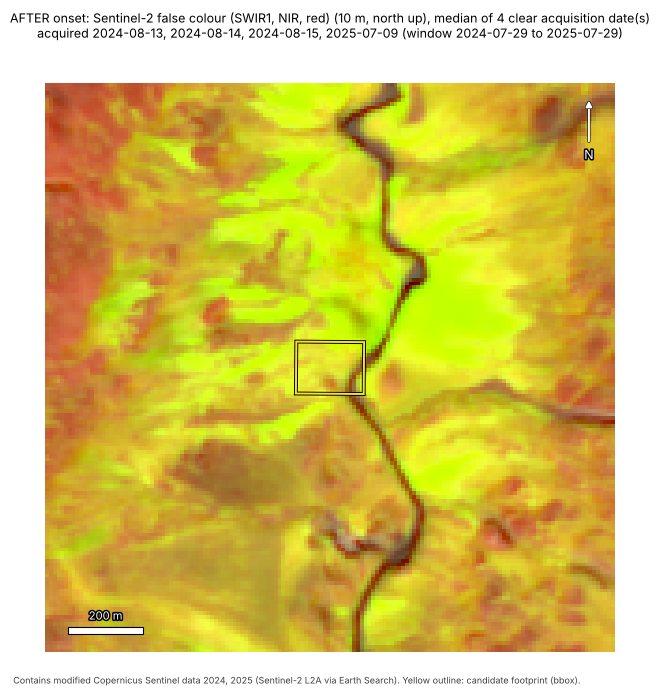 AFTER onset: Sentinel-2 false colour (SWIR1, NIR, red) (10 m, north up), median of 4 clear acquisition date(s)
acquired 2024-08-13, 2024-08-14, 2024-08-15, 2025-07-09 (window 2024-07-29 to 2025-07-29)
N
200 m
Contains modified Copernicus Sentinel data 2024, 2025 (Sentinel-2 L2A via Earth Search). Yellow outline: candidate footprint (bbox).